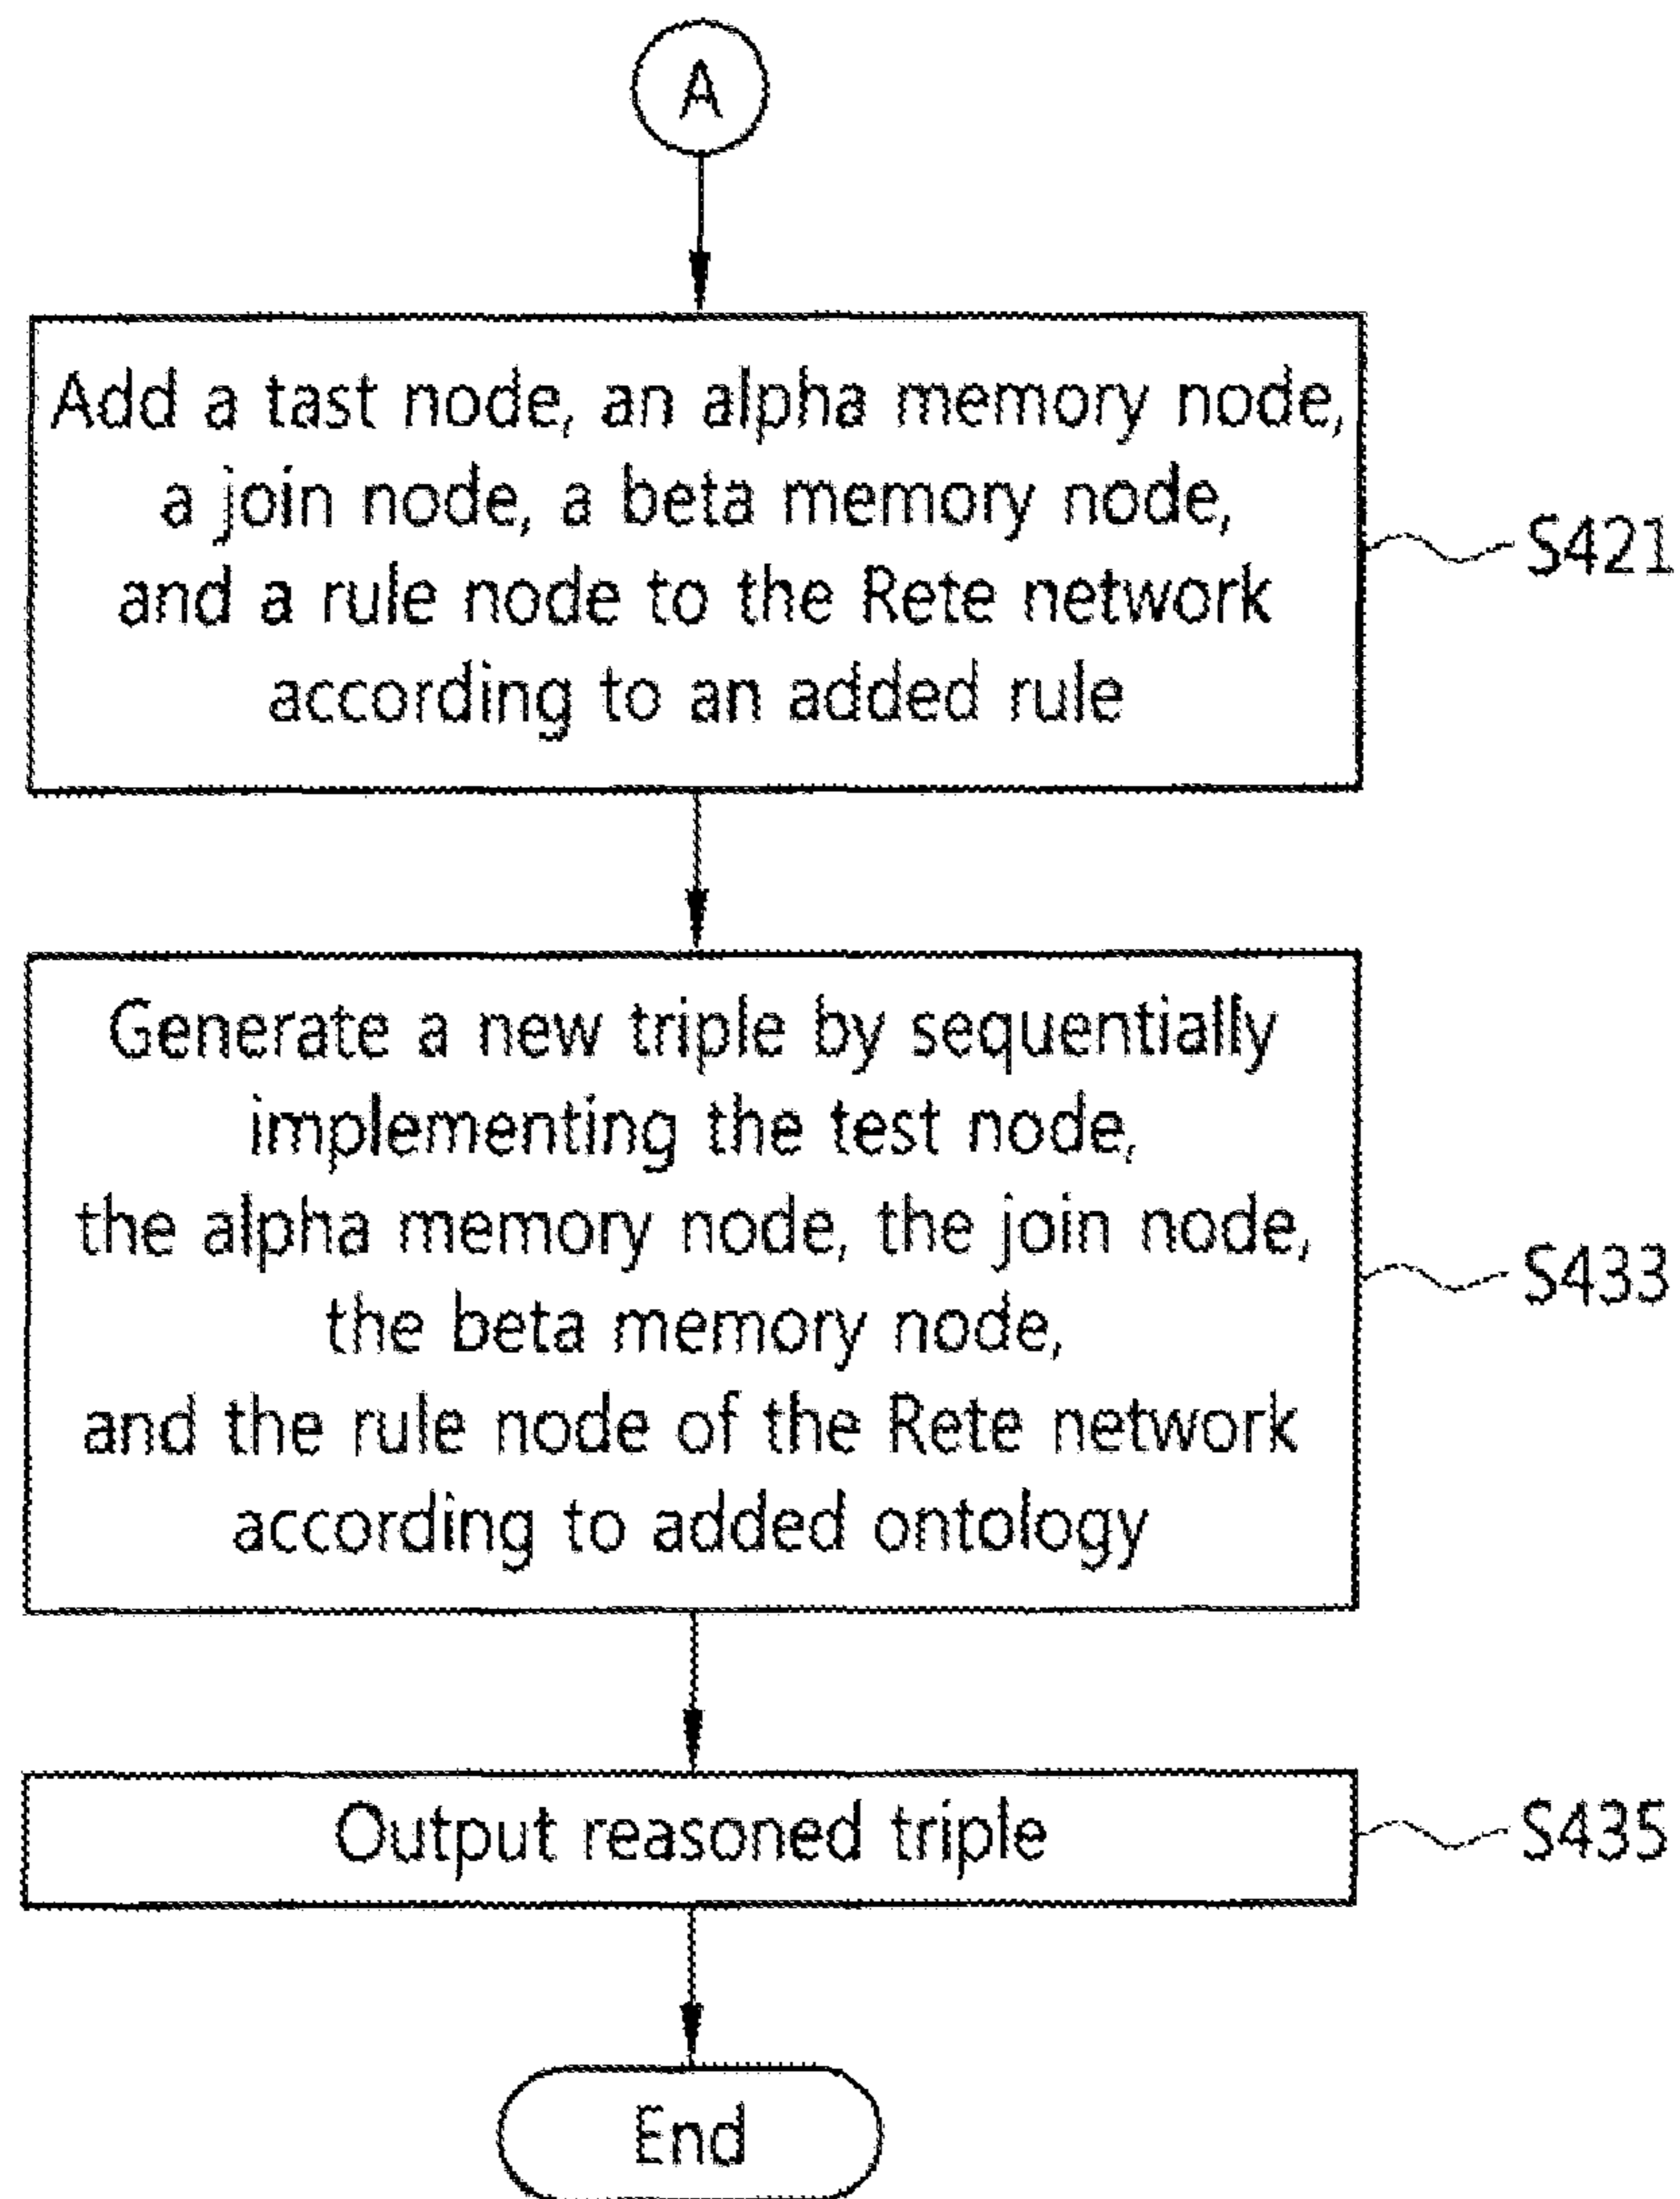 A
Add a tast node, an alpha memory node,
a join node, a beta memory node,
and a rule node to the Rete network
according to an added rule
S421
Generate a new triple by sequentially
implementing the test node,
the alpha memory node, the join node,
the beta memory node,
and the rule node of the Rete network
according to added ontology
S433
Output reasoned triple
S435
End